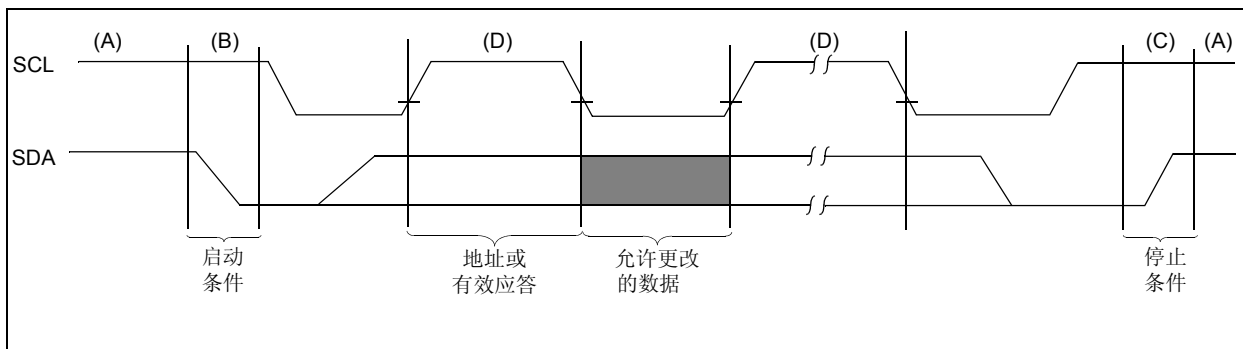 (A) (B) (D) (D) (C) (A)
SCL
SDA
启动
条件
地址或
有效应答
允许更改
的数据
停止
条件